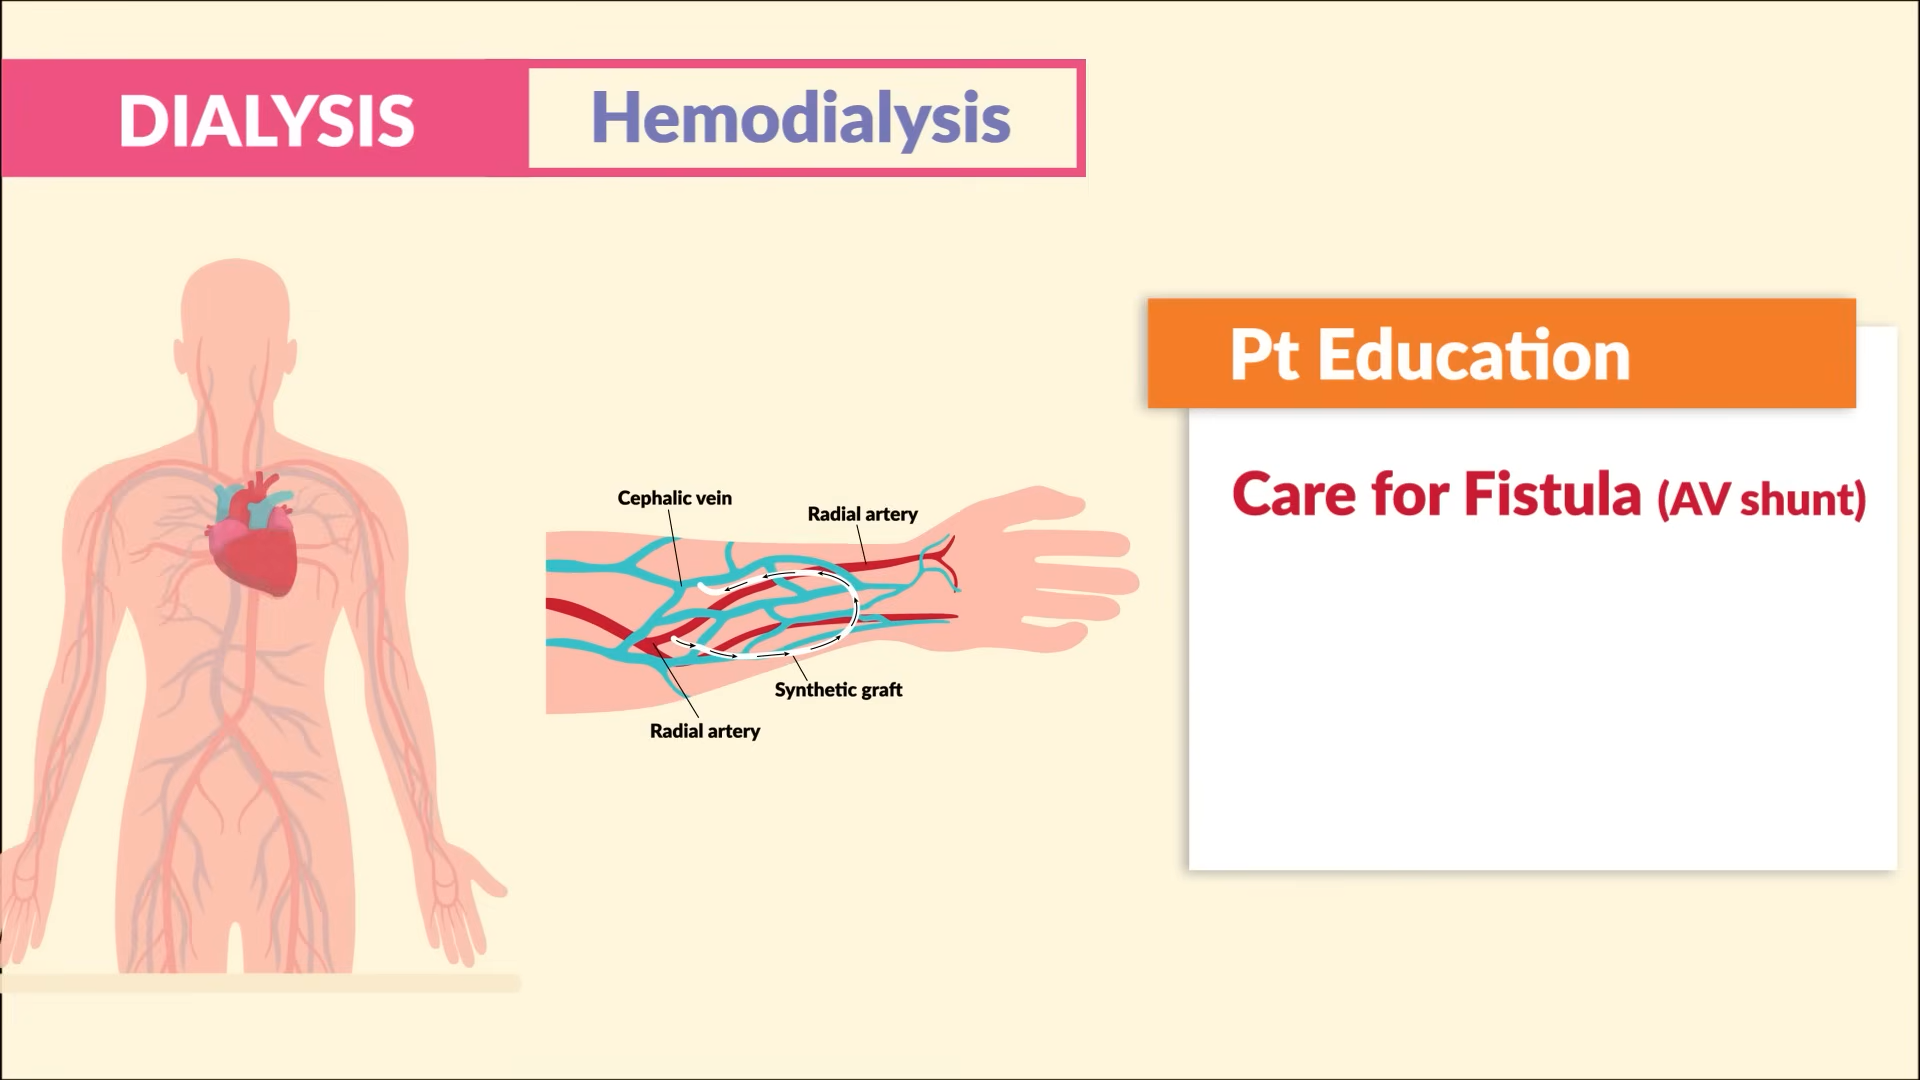 DIALYSIS
Hemodialysis
Pt Education
Care for Fistula (AV shunt)
Cephalic vein
Radial artery
Synthetic graft
Radial artery